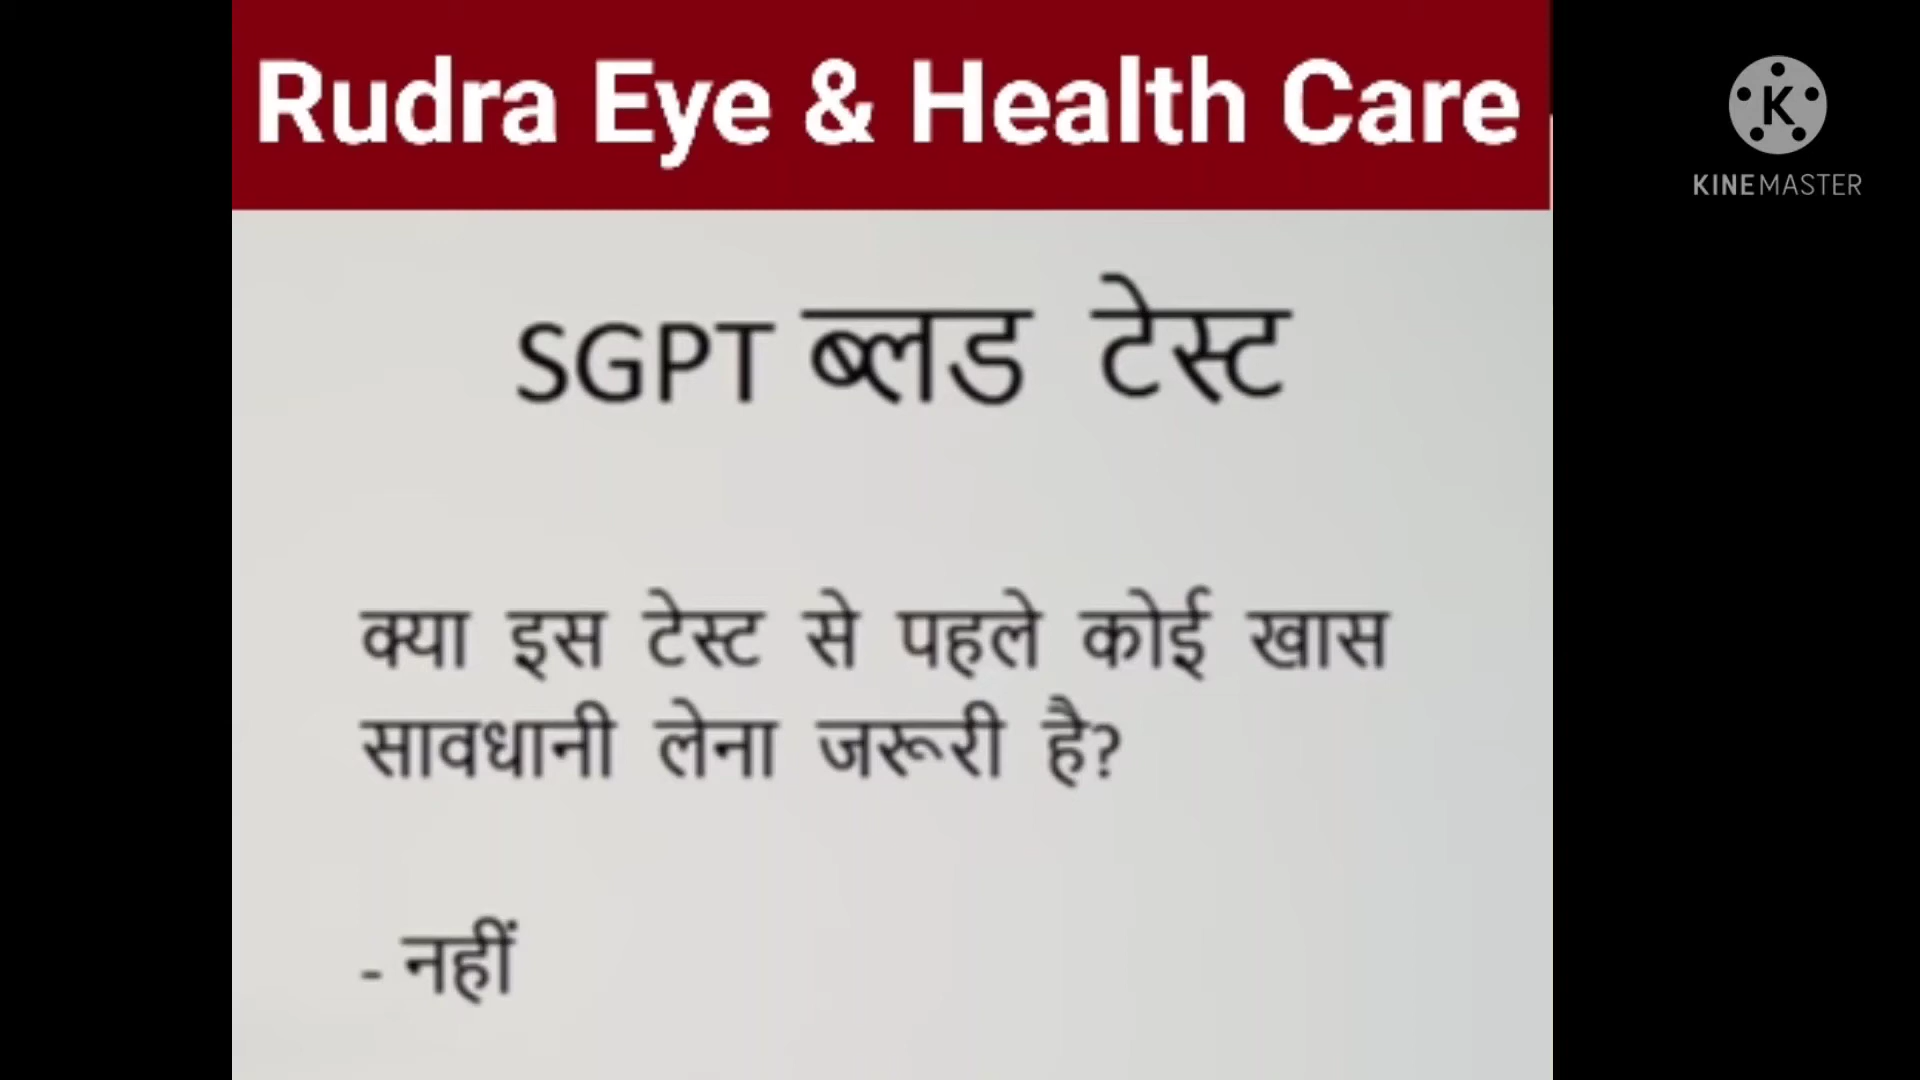 Rudra Eye & Health Care
KINEMASTER
SGPT ब्लड टेस्ट
क्या इस टेस्ट से पहले कोई खास
सावधानी लेना जरूरी है?
- नहीं